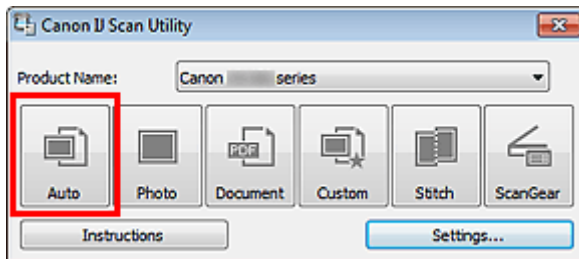 Canon IJ Scan Utility
Product Name: Canon series
PDF
Auto Photo Document Custom Stitch ScanGear
Instructions Settings...